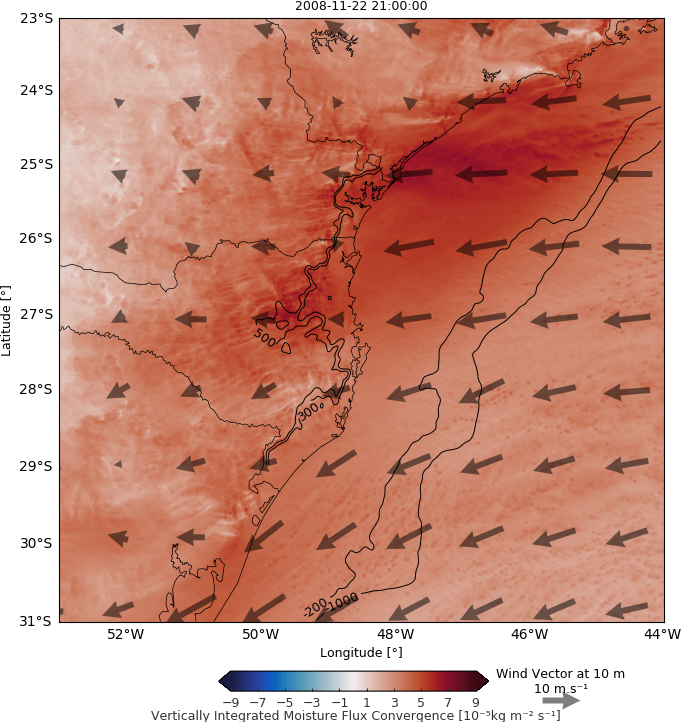 2008-11-22 21:00:00
23°S
24°S
25°S
26°S
27°S
28°S
29°S
30°S
31°S
Latitude [°]
500
300
-200
-1000
52°W 50°W 48°W 46°W 44°W
Longitude [°]
−9 −7 −5 −3 −1 1 3 5 7 9
Vertically Integrated Moisture Flux Convergence [10⁻⁵kg m⁻² s⁻¹]
Wind Vector at 10 m
10 m.s⁻¹